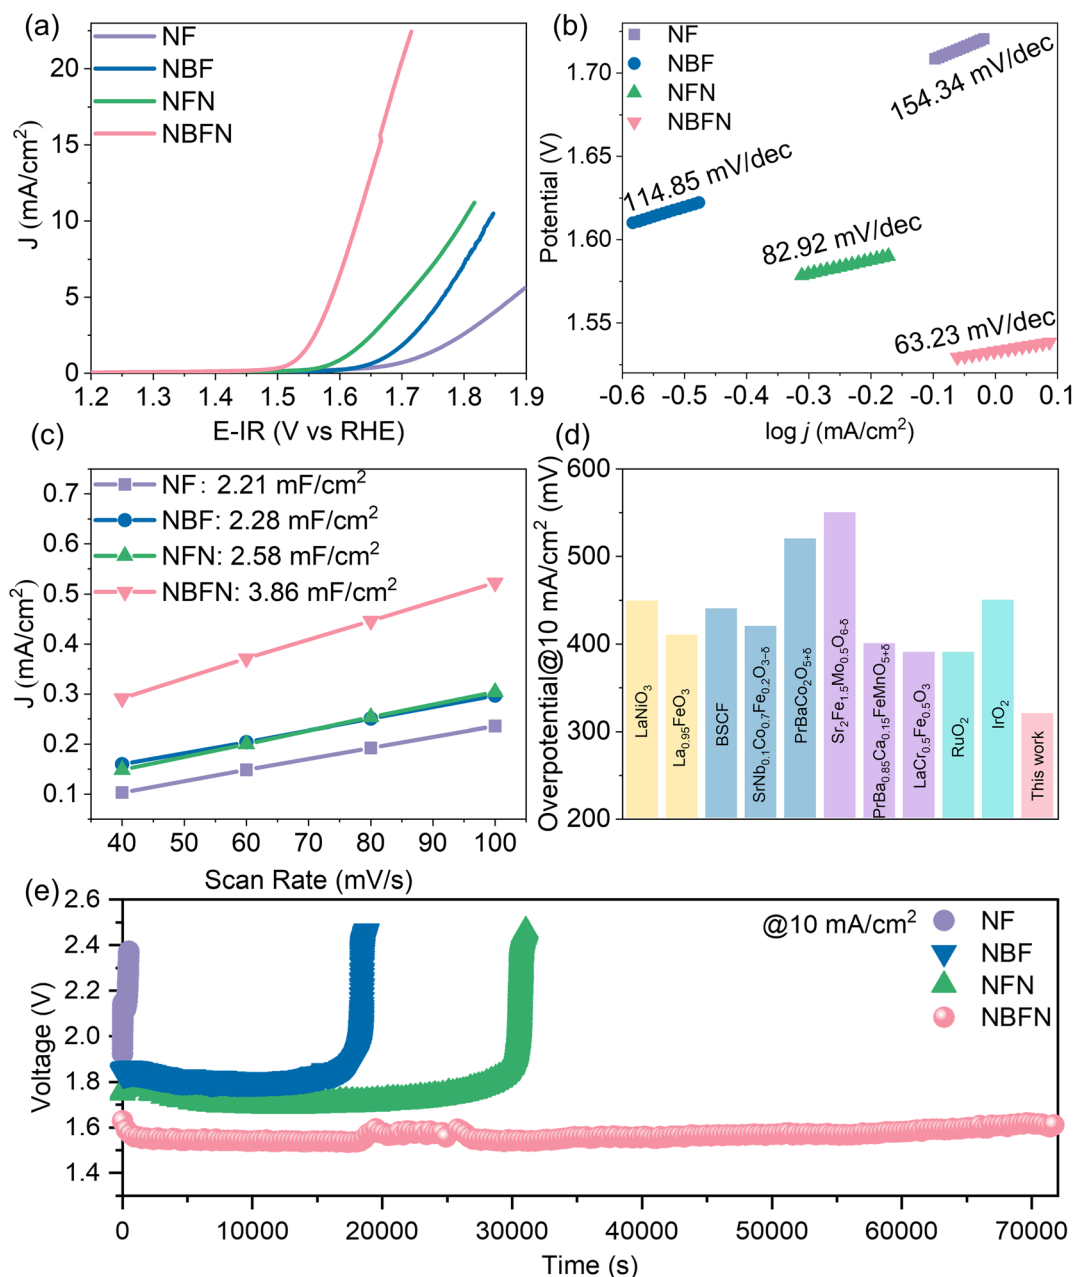 (a)
NF
NBF
NFN
NBFN
20
15
10
5
0
J (mA/cm²)
1.2 1.3 1.4 1.5 1.6 1.7 1.8 1.9
E-IR (V vs RHE)
(b)
NF
NBF
NFN
NBFN
154.34 mV/dec
114.85 mV/dec
82.92 mV/dec
63.23 mV/dec
1.70
1.65
1.60
1.55
Potential (V)
-0.6 -0.5 -0.4 -0.3 -0.2 -0.1 0.0 0.1
log j (mA/cm²)
(c)
NF: 2.21 mF/cm²
NBF: 2.28 mF/cm²
NFN: 2.58 mF/cm²
NBFN: 3.86 mF/cm²
0.7
0.6
0.5
0.4
0.3
0.2
0.1
J (mA/cm²)
40 50 60 70 80 90 100
Scan Rate (mV/s)
(d)
600
500
400
300
200
Overpotential@10 mA/cm² (mV)
LaNiO₃
La₀.₉₅FeO₃
BSCF
SrNb₀.₁Co₀.₇Fe₀.₂O₃₋δ
PrBaCo₂O₅₊δ
Sr₂Fe₁.₅Mo₀.₅O₆₋δ
PrBa₀.₈₅Ca₀.₁₅FeMnO₅₊δ
LaCr₀.₅Fe₀.₅O₃
RuO₂
IrO₂
This work
(e)
@10 mA/cm²
NF
NBF
NFN
NBFN
2.6
2.4
2.2
2.0
1.8
1.6
1.4
Voltage (V)
0 10000 20000 30000 40000 50000 60000 70000
Time (s)